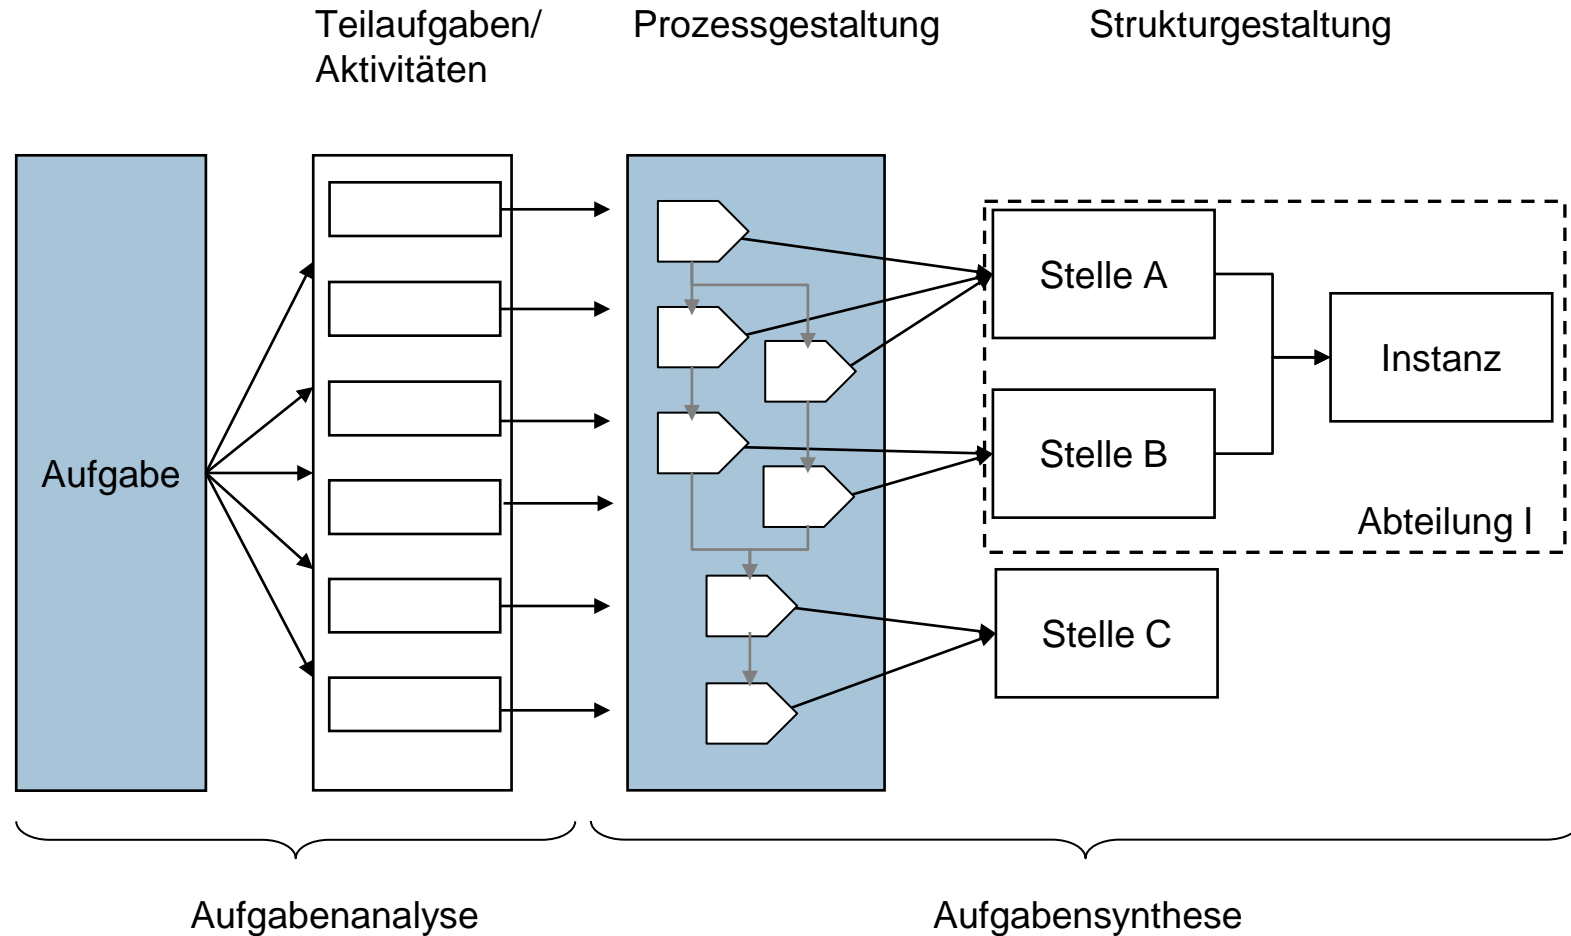 Teilaufgaben/
Aktivitäten
Prozessgestaltung
Strukturgestaltung
Aufgabe
Stelle A
Stelle B
Instanz
Abteilung I
Stelle C
Aufgabenanalyse
Aufgabensynthese